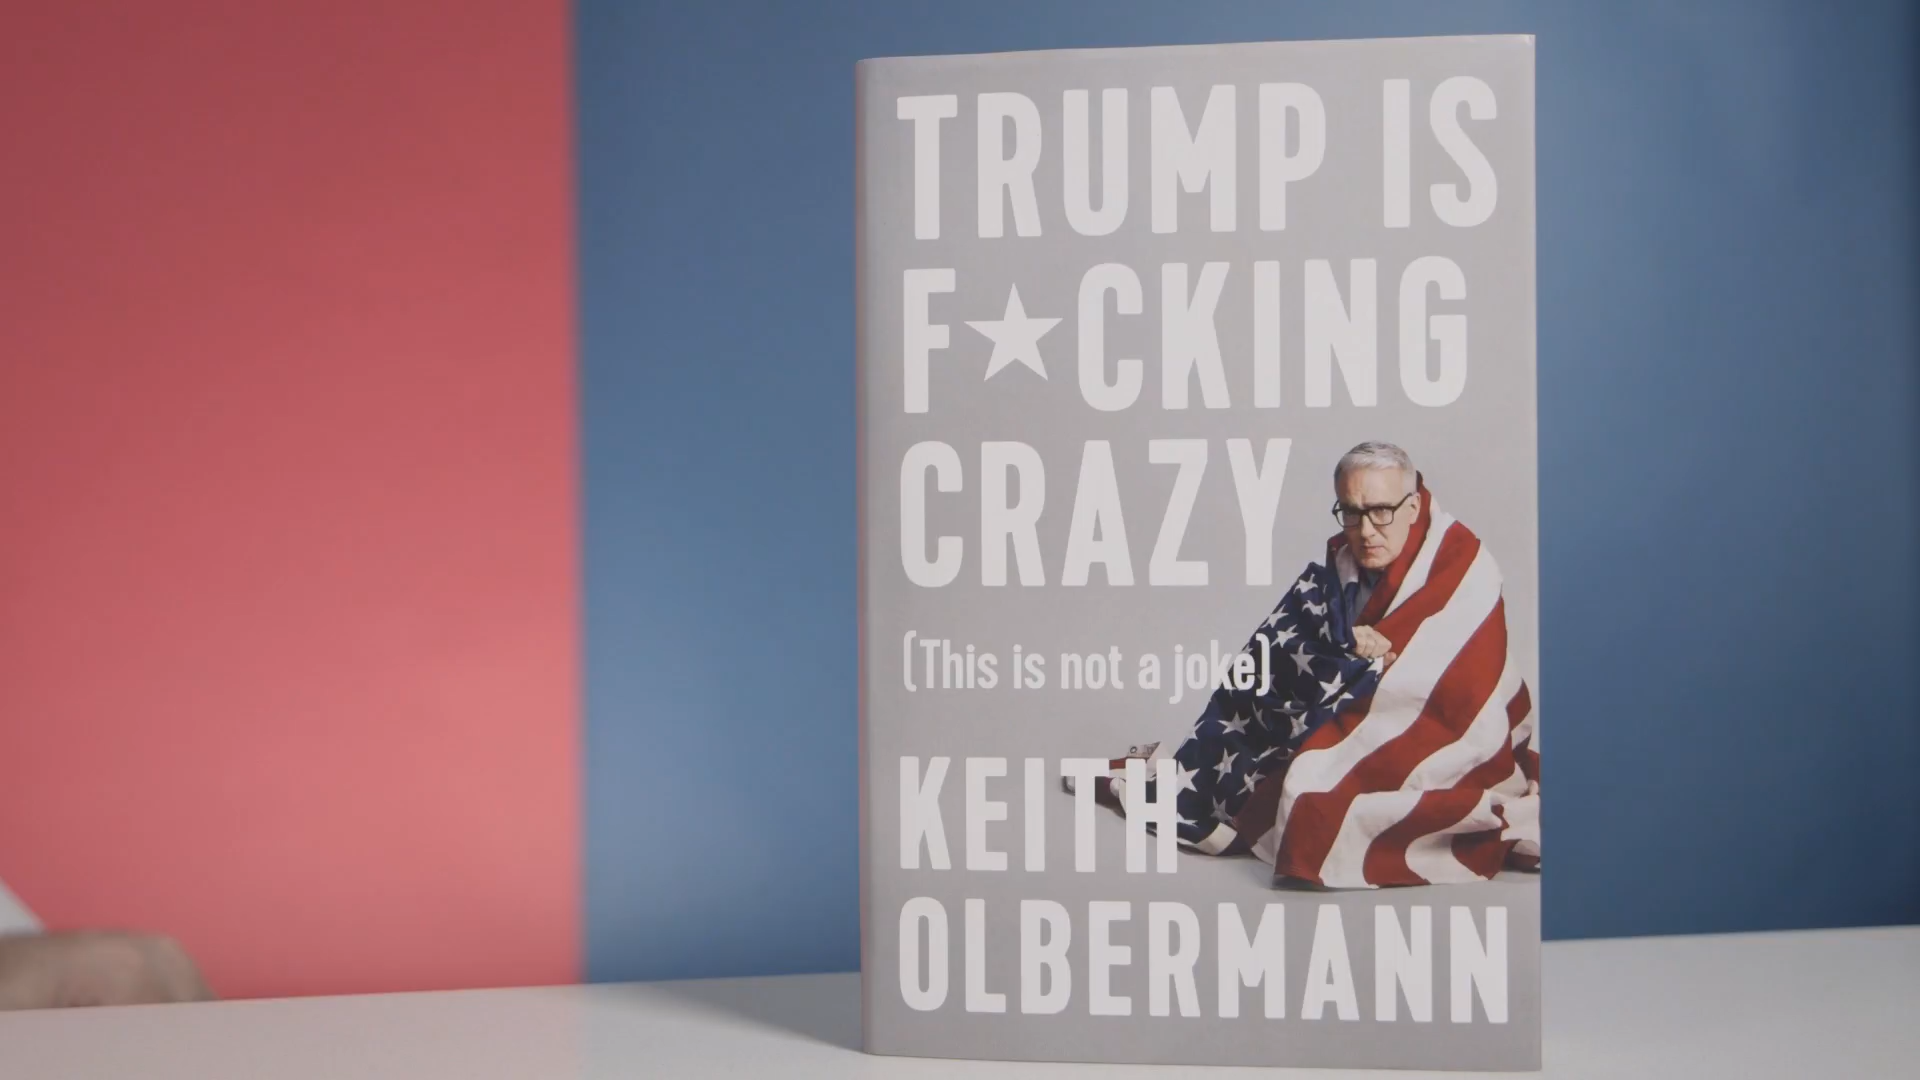 TRUMP IS
F★CKING
CRAZY
(This is not a joke)
KEITH
OLBERMANN